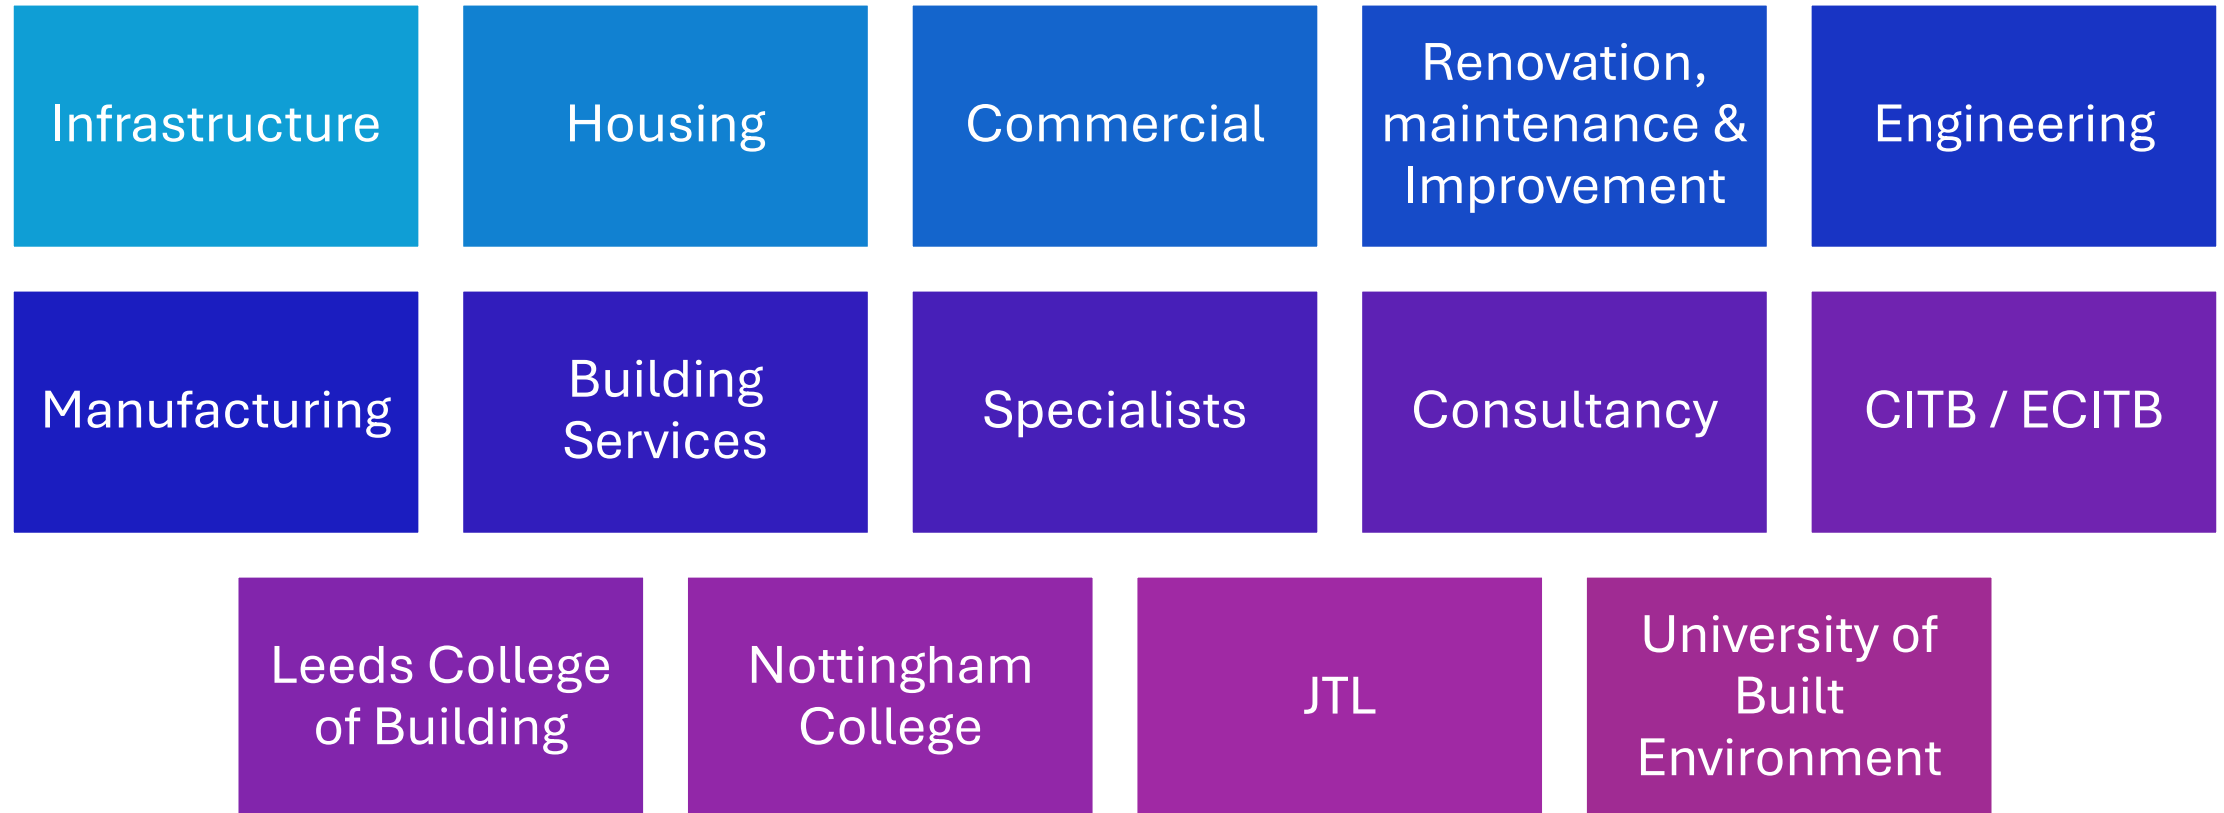 Infrastructure
Housing
Commercial
Renovation,
maintenance &
Improvement
Engineering
Manufacturing
Building
Services
Specialists
Consultancy
CITB / ECITB
Leeds College
of Building
Nottingham
College
JTL
University of
Built
Environment